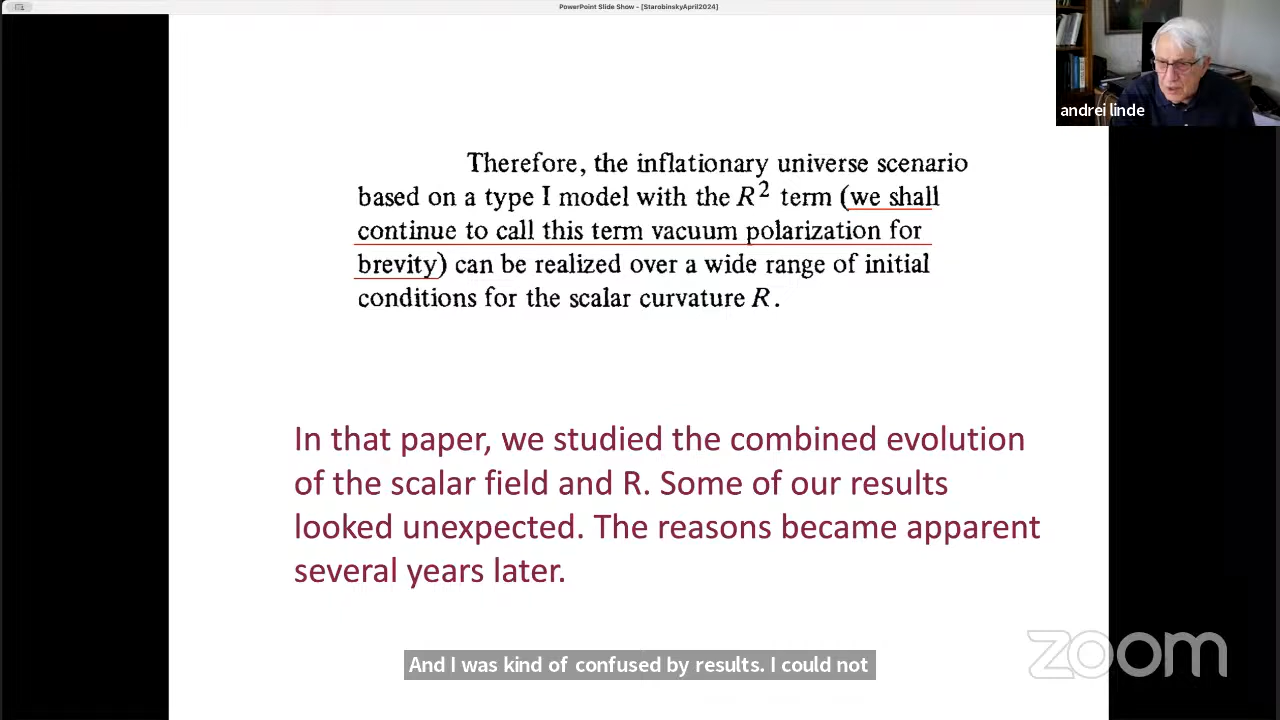 PowerPoint Slide Show - [StarobinskyApril2024]
andrei linde
Therefore, the inflationary universe scenario
based on a type I model with the R² term (we shall
continue to call this term vacuum polarization for
brevity) can be realized over a wide range of initial
conditions for the scalar curvature R.
In that paper, we studied the combined evolution
of the scalar field and R. Some of our results
looked unexpected. The reasons became apparent
several years later.
And I was kind of confused by results. I could not
zoom